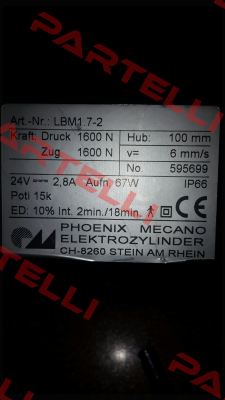 PARTELLI
Art.-Nr.: LBM1.7-2
Kraft: Druck 1600 N Hub: 100 mm
Zug 1600 N v= 6 mm/s
No. 595699
24V 2,8A Aufn. 67W IP66
Poti 15k
ED: 10% Int. 2min./18min.
PHOENIX MECANO
ELEKTROZYLINDER
CH-8260 STEIN AM RHEIN
PARTELLI
PARTELLI